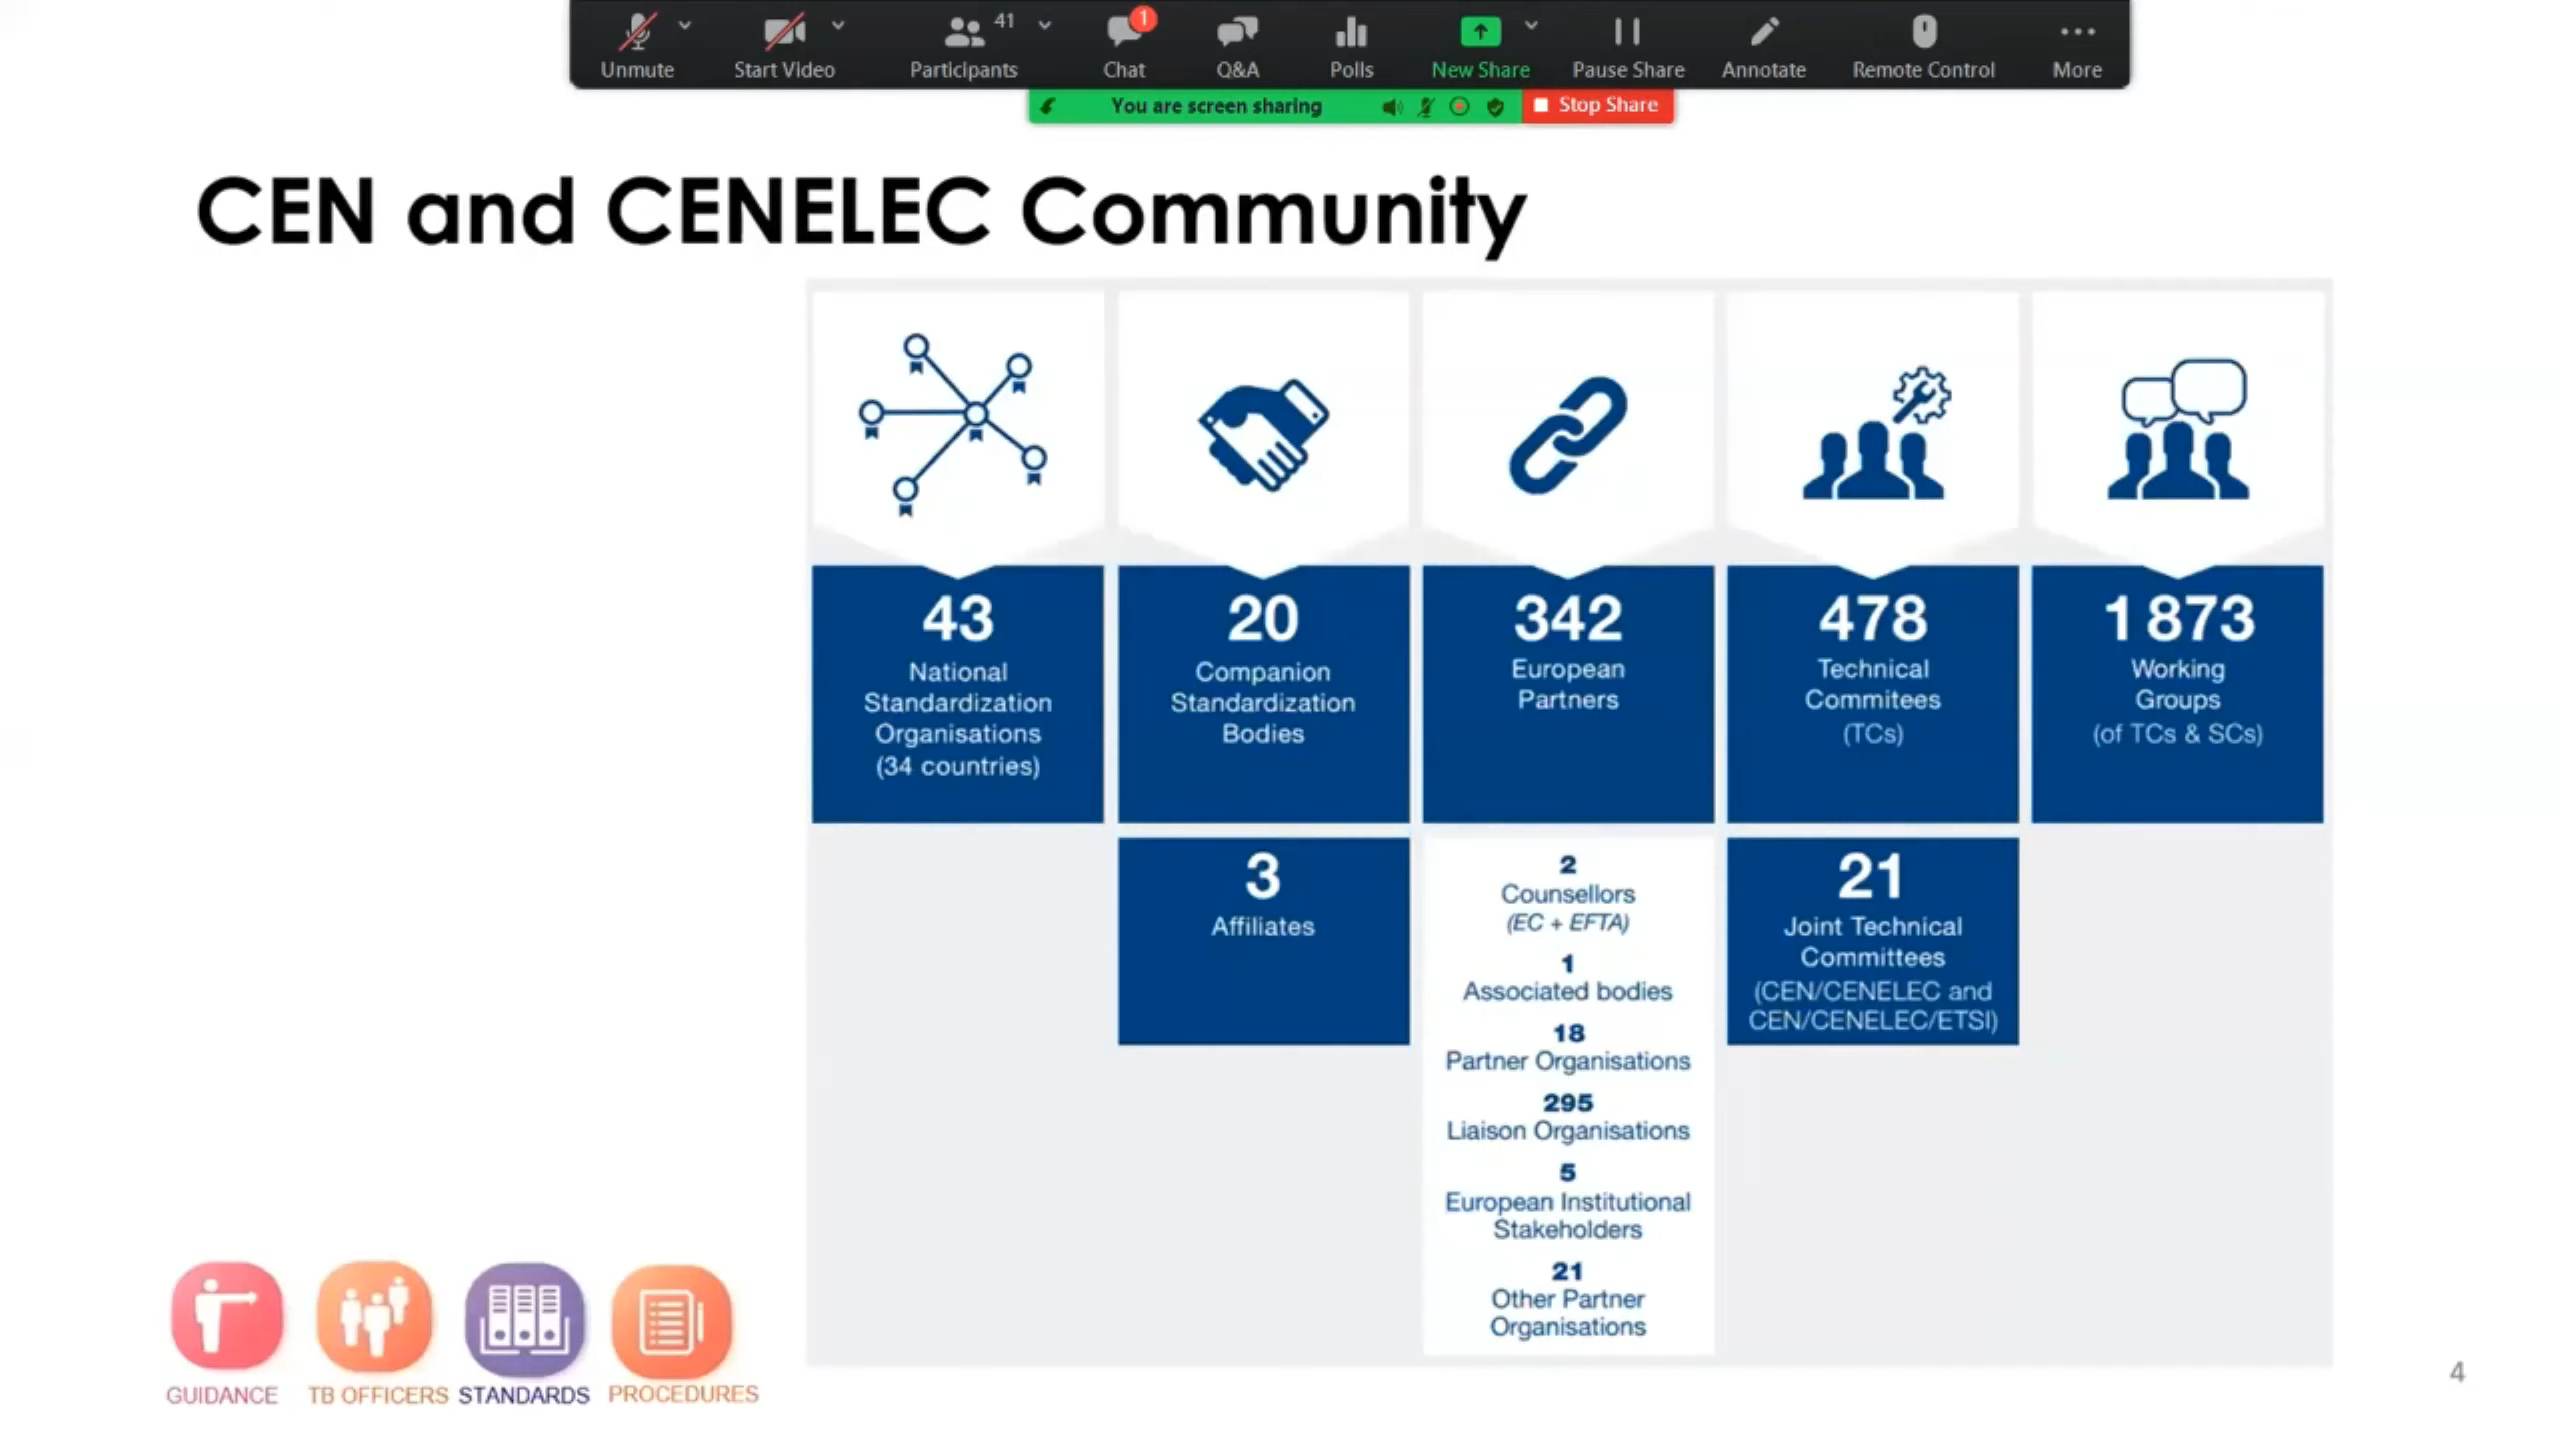 Unmute
Start Video
41
Participants
1
Chat
Q&A
Polls
New Share
Pause Share
Annotate
Remote Control
More
You are screen sharing
Stop Share
CEN and CENELEC Community
43
National
Standardization
Organisations
(34 countries)
20
Companion
Standardization
Bodies
342
European
Partners
478
Technical
Commitees
(TCs)
1 873
Working
Groups
(of TCs & SCs)
3
Affiliates
2
Counsellors
(EC + EFTA)
1
Associated bodies
18
Partner Organisations
295
Liaison Organisations
5
European Institutional
Stakeholders
21
Other Partner
Organisations
21
Joint Technical
Committees
(CEN/CENELEC and
CEN/CENELEC/ETSI)
GUIDANCE
TB OFFICERS
STANDARDS
PROCEDURES
4